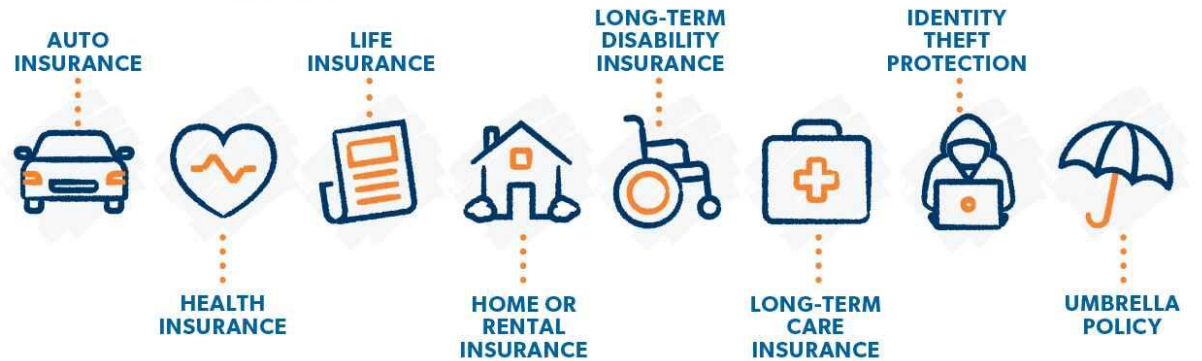 AUTO
INSURANCE
HEALTH
INSURANCE
LIFE
INSURANCE
HOME OR
RENTAL
INSURANCE
LONG-TERM
DISABILITY
INSURANCE
LONG-TERM
CARE
INSURANCE
IDENTITY
THEFT
PROTECTION
UMBRELLA
POLICY